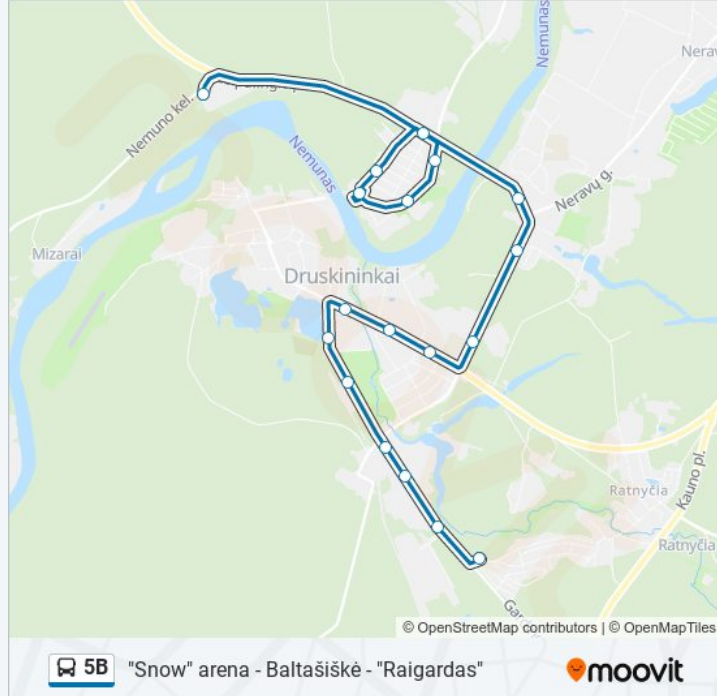 Nemunas
Nerav
Nemuno kel.
Nemunas
Neravų g.
Mizarai
Druskininkai
Kauno pl.
Ratnyčia
Ratnyčia
© OpenStreetMap contributors | © OpenMapTiles
5B "Snow" arena - Baltašiškė - "Raigardas"
moovit